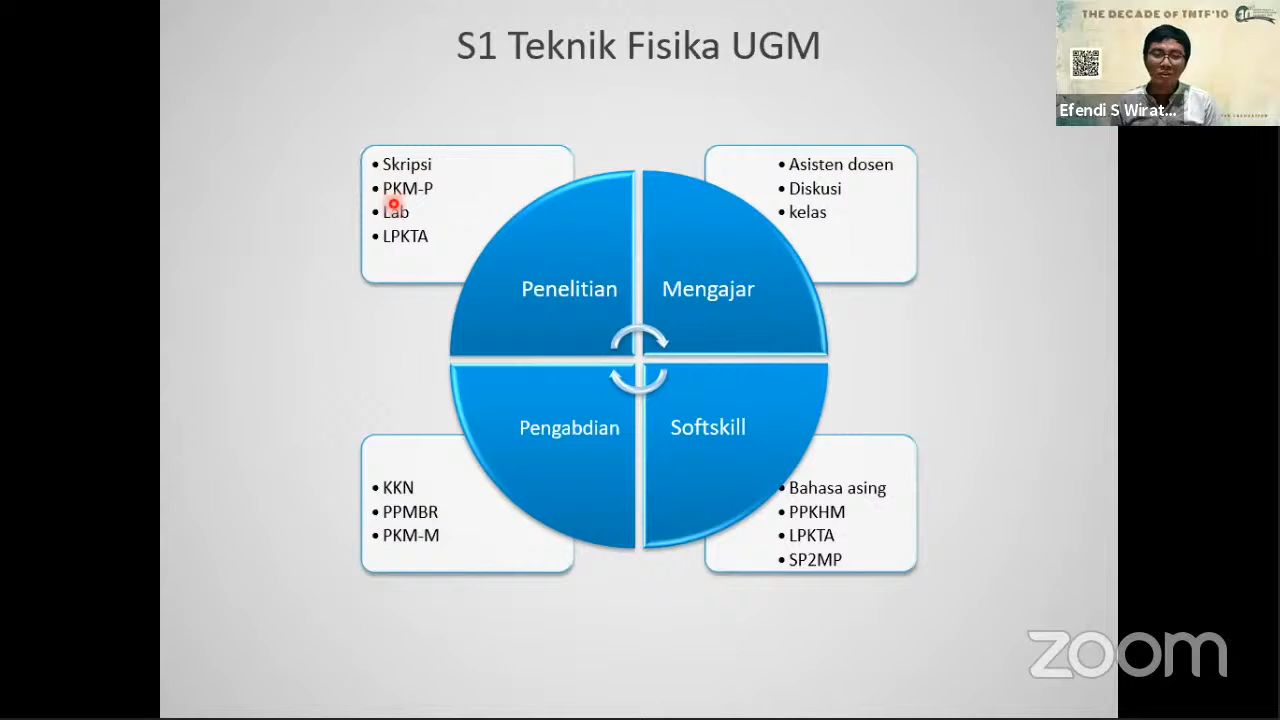 S1 Teknik Fisika UGM
THE DECADE OF TNTF'10
Efendi S Wirat...
• Skripsi
• PKM-P
• Lab
• LPKTA
• Asisten dosen
• Diskusi
• kelas
Penelitian
Mengajar
Pengabdian
Softskill
• KKN
• PPMBR
• PKM-M
• Bahasa asing
• PPKHM
• LPKTA
• SP2MP
zoom